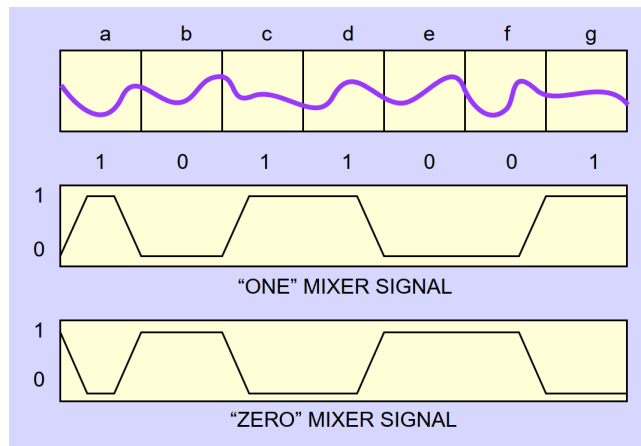 a b c d e f g
1 0 1 1 0 0 1
1
0
“ONE” MIXER SIGNAL
1
0
“ZERO” MIXER SIGNAL